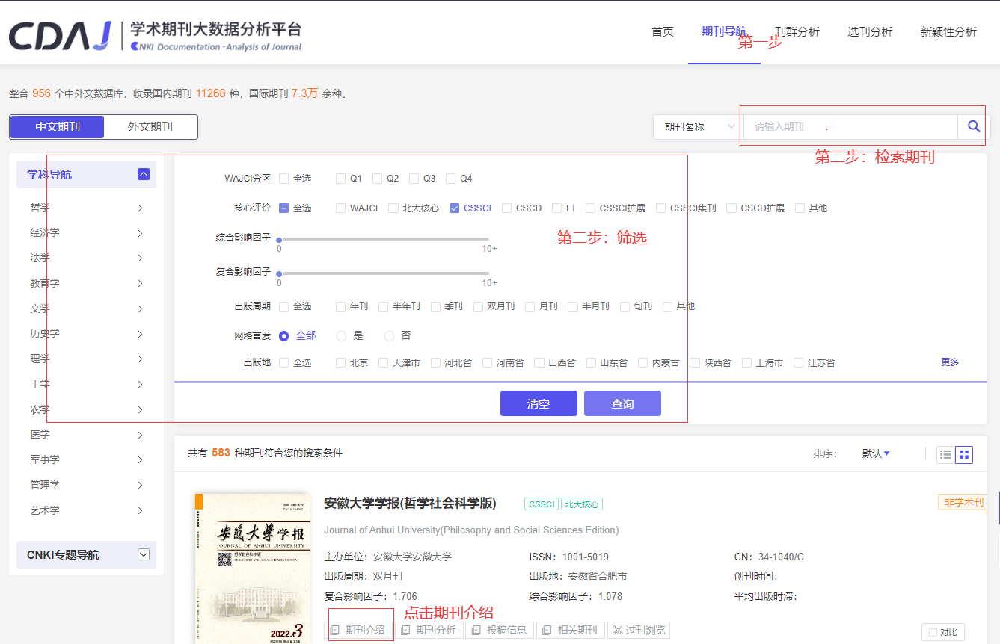 CDAJ 学术期刊大数据分析平台
CNKI Documentation -Analysis of Journal
首页 期刊导航 刊群分析 选刊分析 新颖性分析
第一步
整合 956 个中外文数据库，收录国内期刊 11268 种，国际期刊 7.3万 余种。
中文期刊 外文期刊 期刊名称 请输入期刊
第二步：检索期刊
学科导航
哲学
经济学
法学
教育学
文学
历史学
理学
工学
农学
医学
军事学
管理学
艺术学
CNKI专题导航
WAJCI分区 全选 Q1 Q2 Q3 Q4
核心评价 全选 WAJCI 北大核心 CSSCI CSCD EI CSSCI扩展 CSSCI集刊 CSCD扩展 其他
第二步：筛选
综合影响因子
0 10+
复合影响因子
0 10+
出版周期 全选 年刊 半年刊 季刊 双月刊 月刊 半月刊 旬刊 其他
网络首发 全部 是 否
出版地 全选 北京 天津市 河北省 河南省 山西省 山东省 内蒙古 陕西省 上海市 江苏省 更多
清空 查询
共有 583 种期刊符合您的搜索条件 排序： 默认
安徽大学学报
JOURNAL OF ANHUI UNIVERSITY
哲学社会科学版
2022.3
安徽大学学报(哲学社会科学版) CSSCI 北大核心 非学术刊
Journal of Anhui University(Philosophy and Social Sciences Edition)
主办单位：安徽大学安徽大学 ISSN：1001-5019 CN：34-1040/C
出版周期：双月刊 出版地：安徽省合肥市 创刊时间：
复合影响因子：1.706 综合影响因子：1.078 平均出版时滞：
点击期刊介绍
期刊介绍 期刊分析 投稿信息 相关期刊 过刊浏览 对比